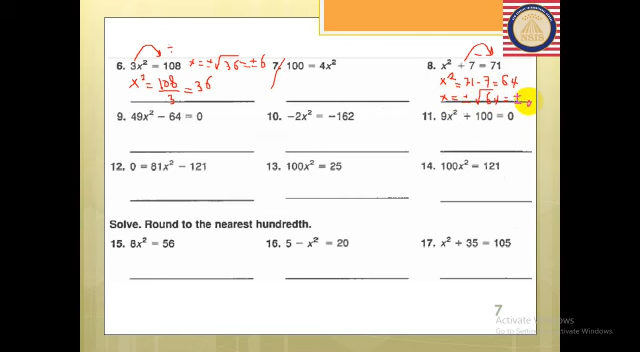 NSIS
÷
6. 3x² = 108 x = ±√36 = ±6
x² = 108/3 = 36
7. 100 = 4x²
8. x² + 7 = 71
x² = 71 - 7 = 64
x = ±√64 = ±
9. 49x² − 64 = 0
10. −2x² = −162
11. 9x² + 100 = 0
12. 0 = 81x² − 121
13. 100x² = 25
14. 100x² = 121
Solve. Round to the nearest hundredth.
15. 8x² = 56
16. 5 − x² = 20
17. x² + 35 = 105
7
Activate Windows
Go to Settings to activate Windows.